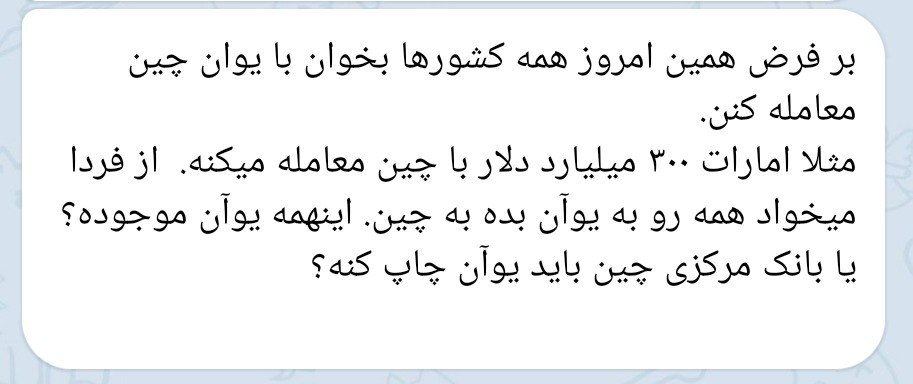 بر فرض همین امروز همه کشورها بخوان با یوان چین
معامله کنن.
مثلا امارات ۳۰۰ میلیارد دلار با چین معامله میکنه. از فردا
میخواد همه رو به یوآن بده به چین. اینهمه یوآن موجوده؟
یا بانک مرکزی چین باید یوآن چاپ کنه؟